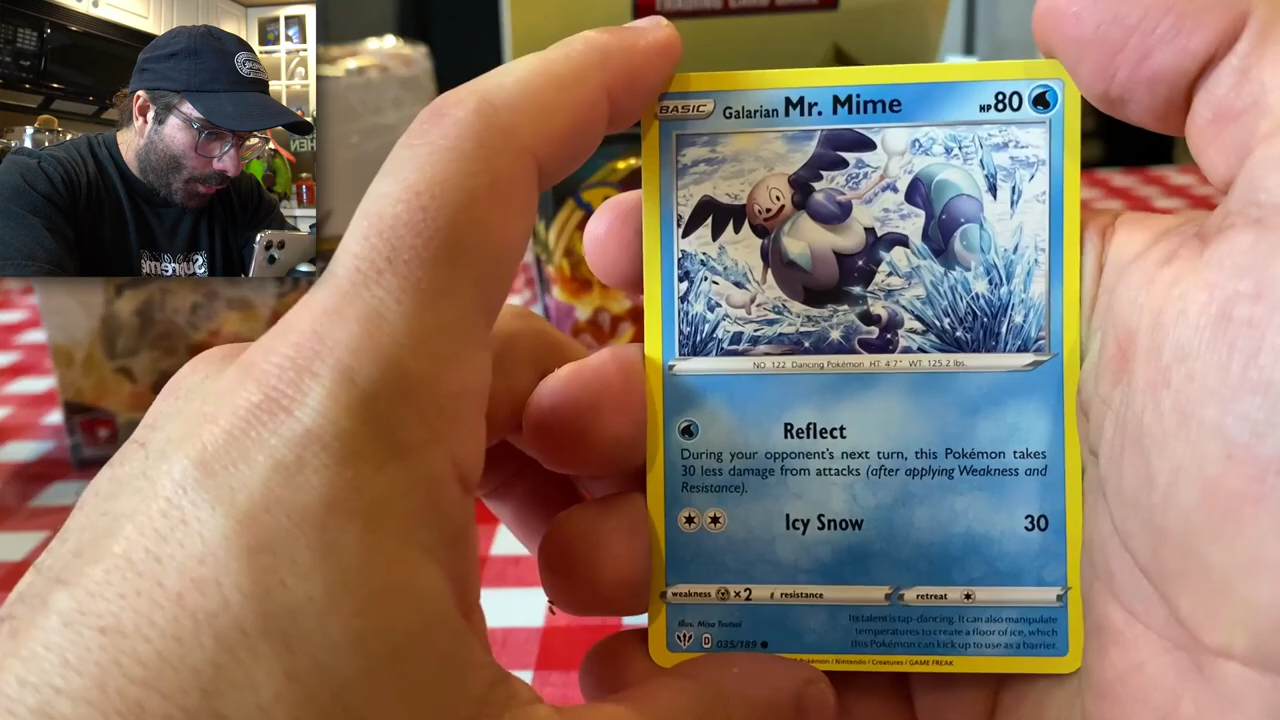 TRADING CARD GAME
BASIC Galarian Mr. Mime HP 80
NO. 122 Dancing Pokémon HT: 4'7" WT: 125.2 lbs.
Reflect
During your opponent's next turn, this Pokémon takes
30 less damage from attacks (after applying Weakness and
Resistance).
Icy Snow 30
weakness ×2 resistance retreat
Illus. Misa Tsutsui
D 035/189
Its talent is tap-dancing. It can also manipulate
temperatures to create a floor of ice, which
this Pokémon can kick up to use as a barrier.
Pokémon / Nintendo / Creatures / GAME FREAK
Supreme